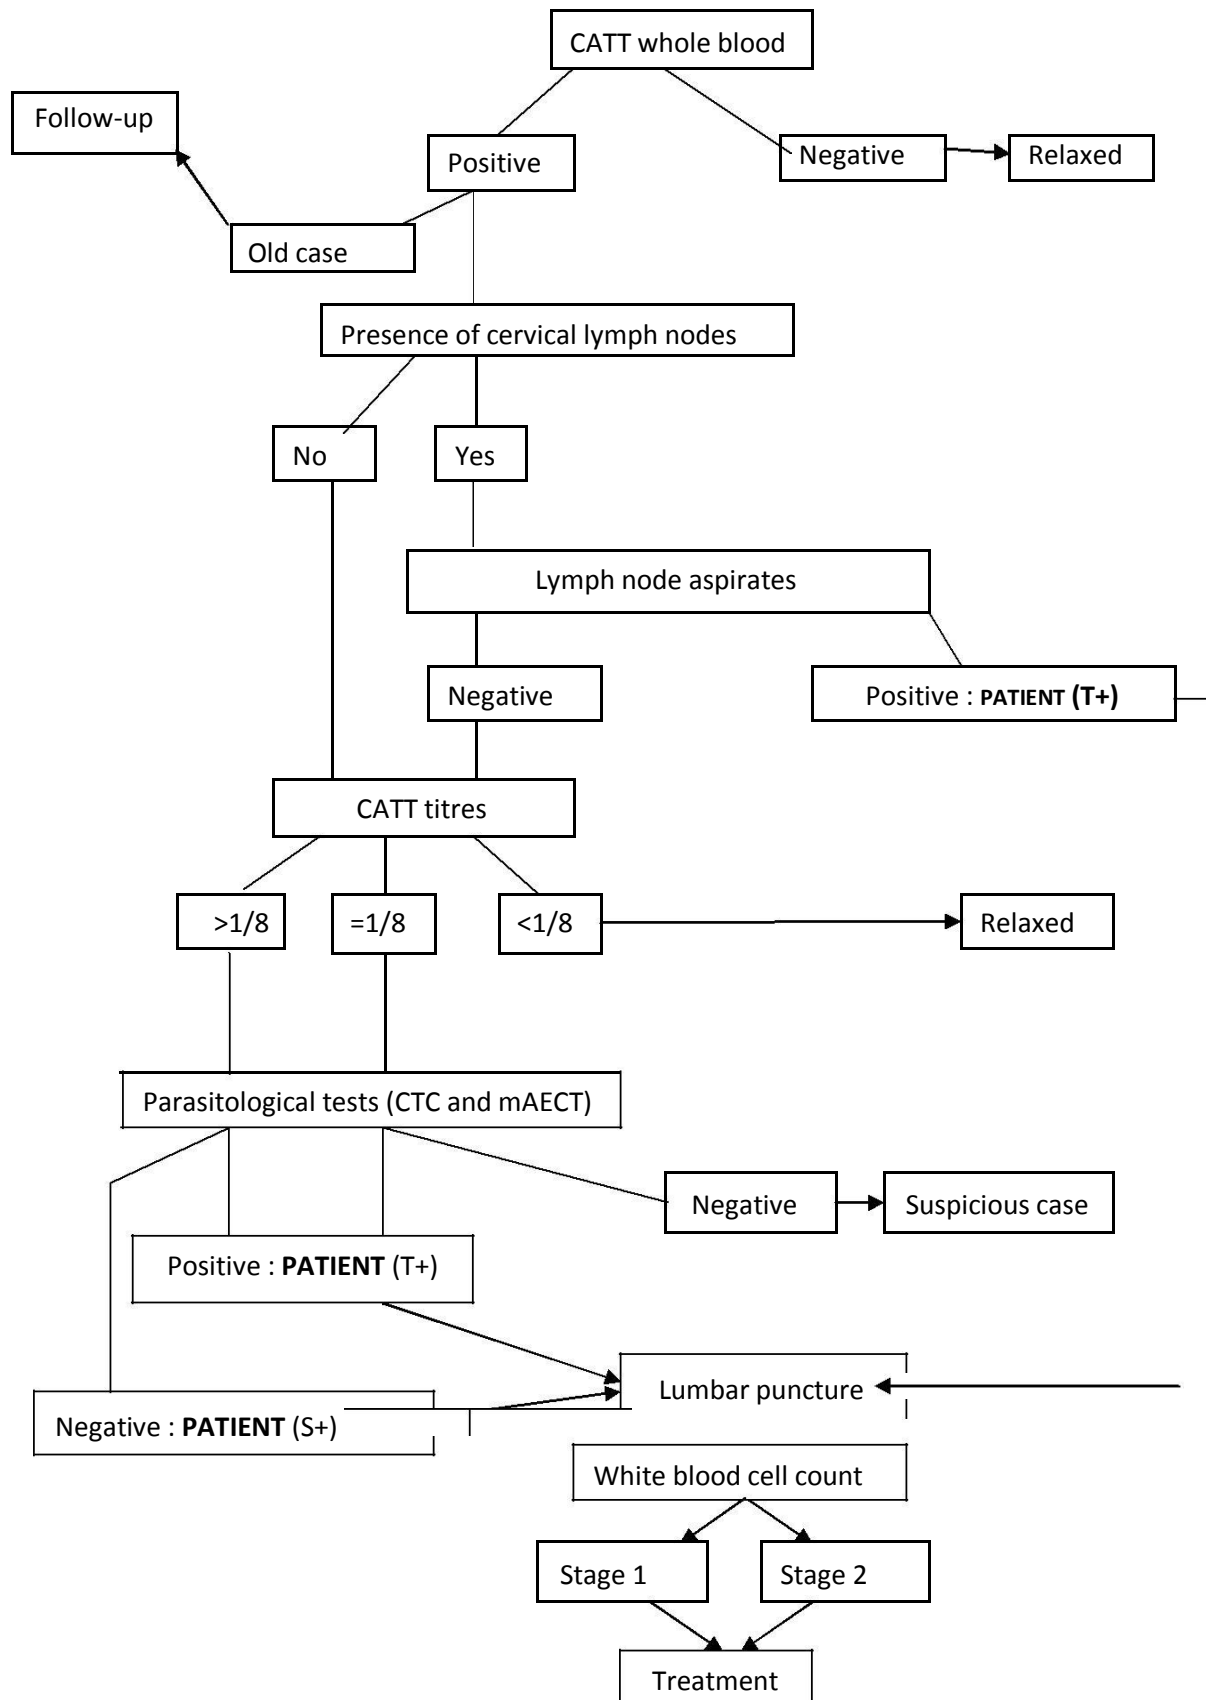 CATT whole blood
Follow-up
Positive
Negative
Relaxed
Old case
Presence of cervical lymph nodes
No
Yes
Lymph node aspirates
Negative
Positive : PATIENT (T+)
CATT titres
>1/8
=1/8
<1/8
Relaxed
Parasitological tests (CTC and mAECT)
Negative
Suspicious case
Positive : PATIENT (T+)
Lumbar puncture
Negative : PATIENT (S+)
White blood cell count
Stage 1
Stage 2
Treatment